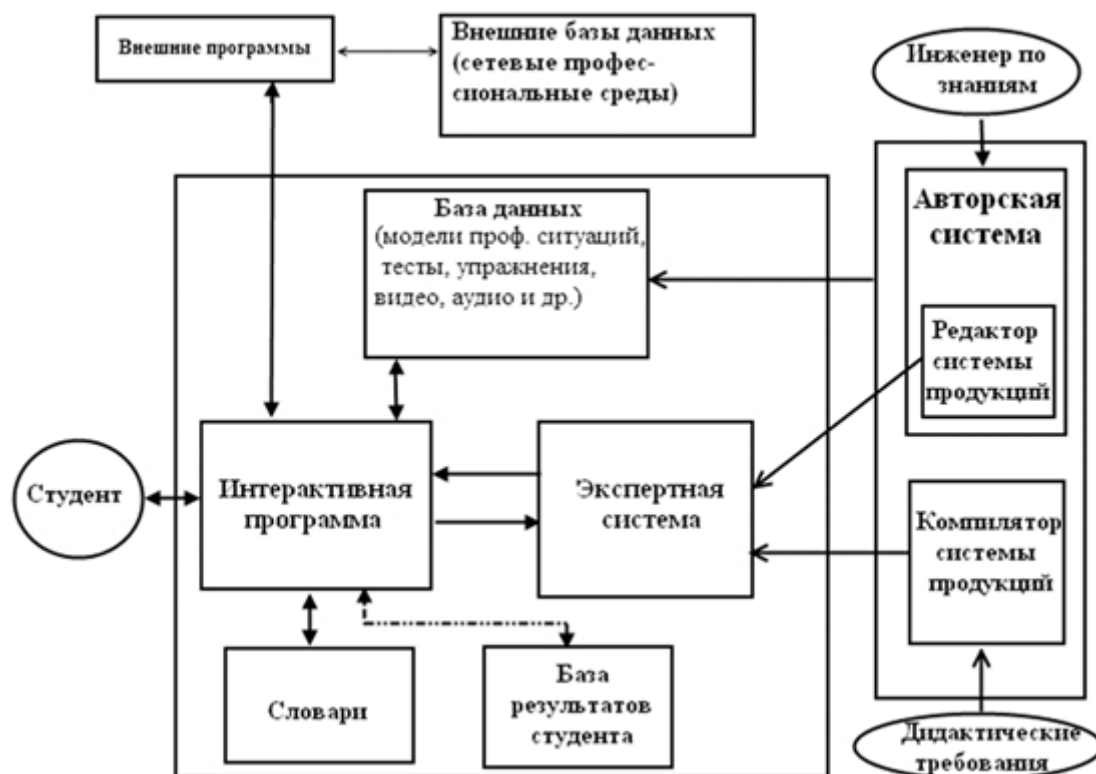 Внешние программы
Внешние базы данных
(сетевые профес-
сиональные среды)
Инженер по
знаниям
База данных
(модели проф. ситуаций,
тесты, упражнения,
видео, аудио и др.)
Авторская
система
Редактор
системы
продукций
Студент
Интерактивная
программа
Экспертная
система
Компилятор
системы
продукций
Словари
База
результатов
студента
Дидактические
требования